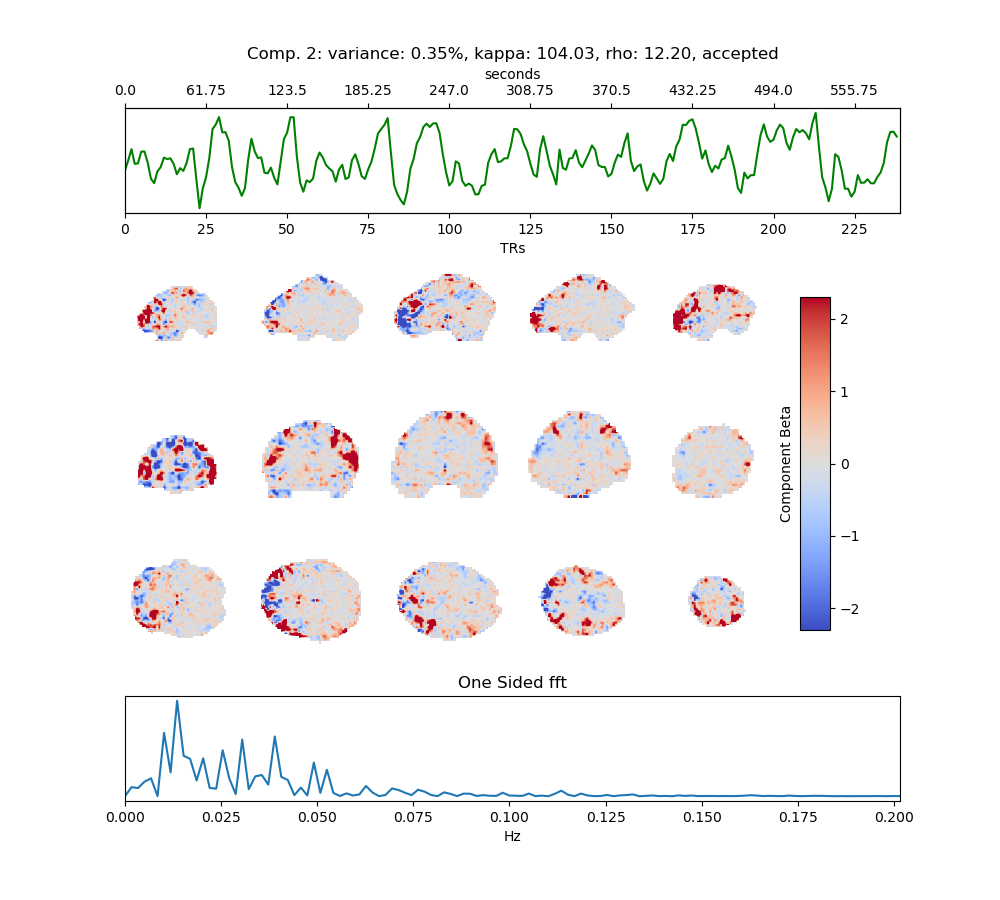 Comp. 2: variance: 0.35%, kappa: 104.03, rho: 12.20, accepted
seconds
0.0 61.75 123.5 185.25 247.0 308.75 370.5 432.25 494.0 555.75
0 25 50 75 100 125 150 175 200 225
TRs
2
1
0
−1
−2
Component Beta
One Sided fft
0.000 0.025 0.050 0.075 0.100 0.125 0.150 0.175 0.200
Hz